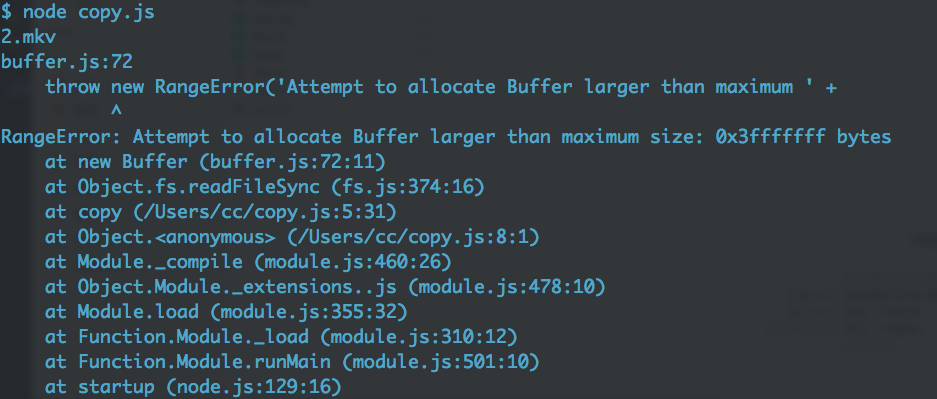 $ node copy.js
2.mkv
buffer.js:72
    throw new RangeError('Attempt to allocate Buffer larger than maximum ' +
          ^
RangeError: Attempt to allocate Buffer larger than maximum size: 0x3fffffff bytes
    at new Buffer (buffer.js:72:11)
    at Object.fs.readFileSync (fs.js:374:16)
    at copy (/Users/cc/copy.js:5:31)
    at Object.<anonymous> (/Users/cc/copy.js:8:1)
    at Module._compile (module.js:460:26)
    at Object.Module._extensions..js (module.js:478:10)
    at Module.load (module.js:355:32)
    at Function.Module._load (module.js:310:12)
    at Function.Module.runMain (module.js:501:10)
    at startup (node.js:129:16)